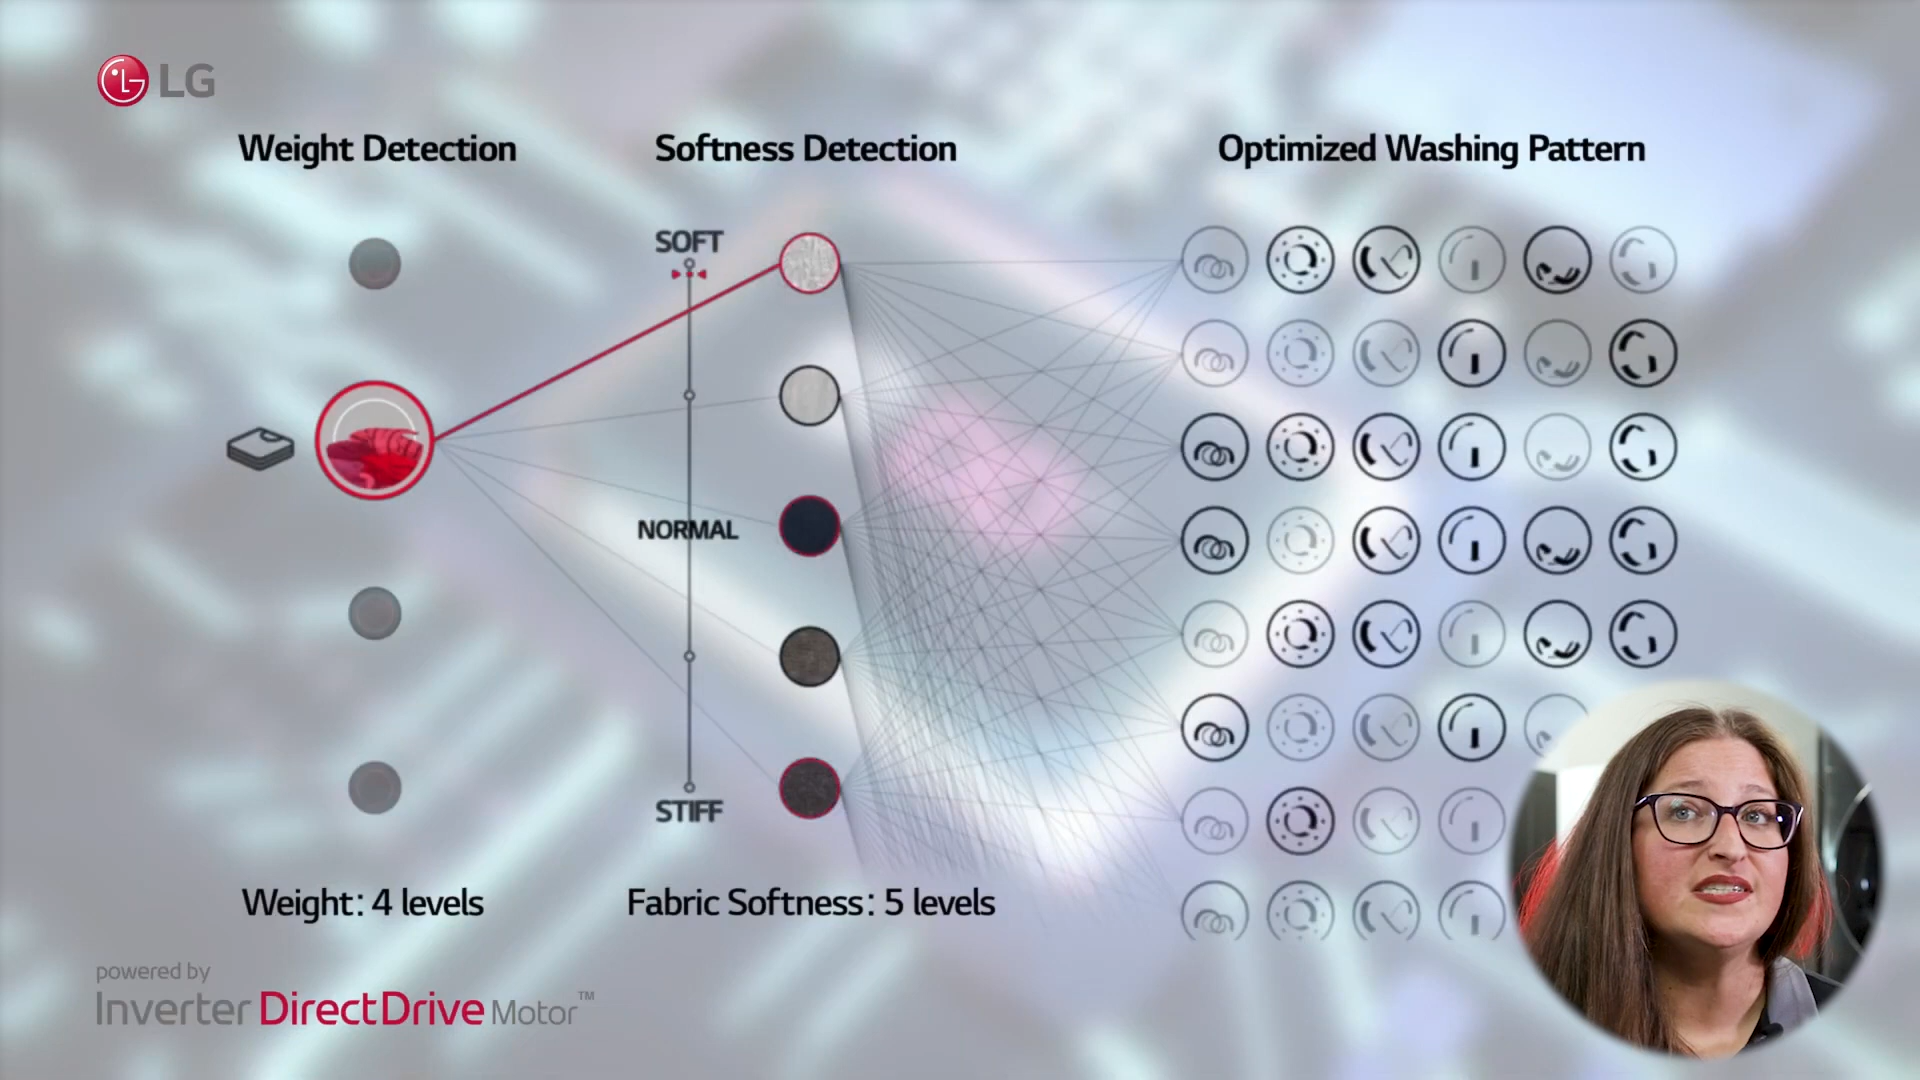 LG
Weight Detection
Softness Detection
Optimized Washing Pattern
SOFT
NORMAL
STIFF
Weight: 4 levels
Fabric Softness: 5 levels
powered by
Inverter DirectDrive Motor™